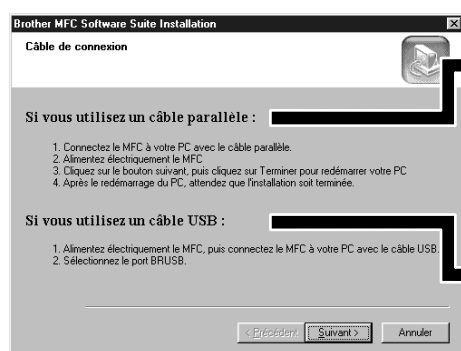 Brother MFC Software Suite Installation
Câble de connexion
Si vous utilisez un câble parallèle :
1. Connectez le MFC à votre PC avec le câble parallèle.
2. Alimentez électriquement le MFC
3. Cliquez sur le bouton suivant, puis cliquez sur Terminer pour redémarrer votre PC
4. Après le redémarrage du PC, attendez que l'installation soit terminée.
Si vous utilisez un câble USB :
1. Alimentez électriquement le MFC, puis connectez le MFC à votre PC avec le câble USB.
2. Sélectionnez le port BRUSB.
< Précédent Suivant > Annuler